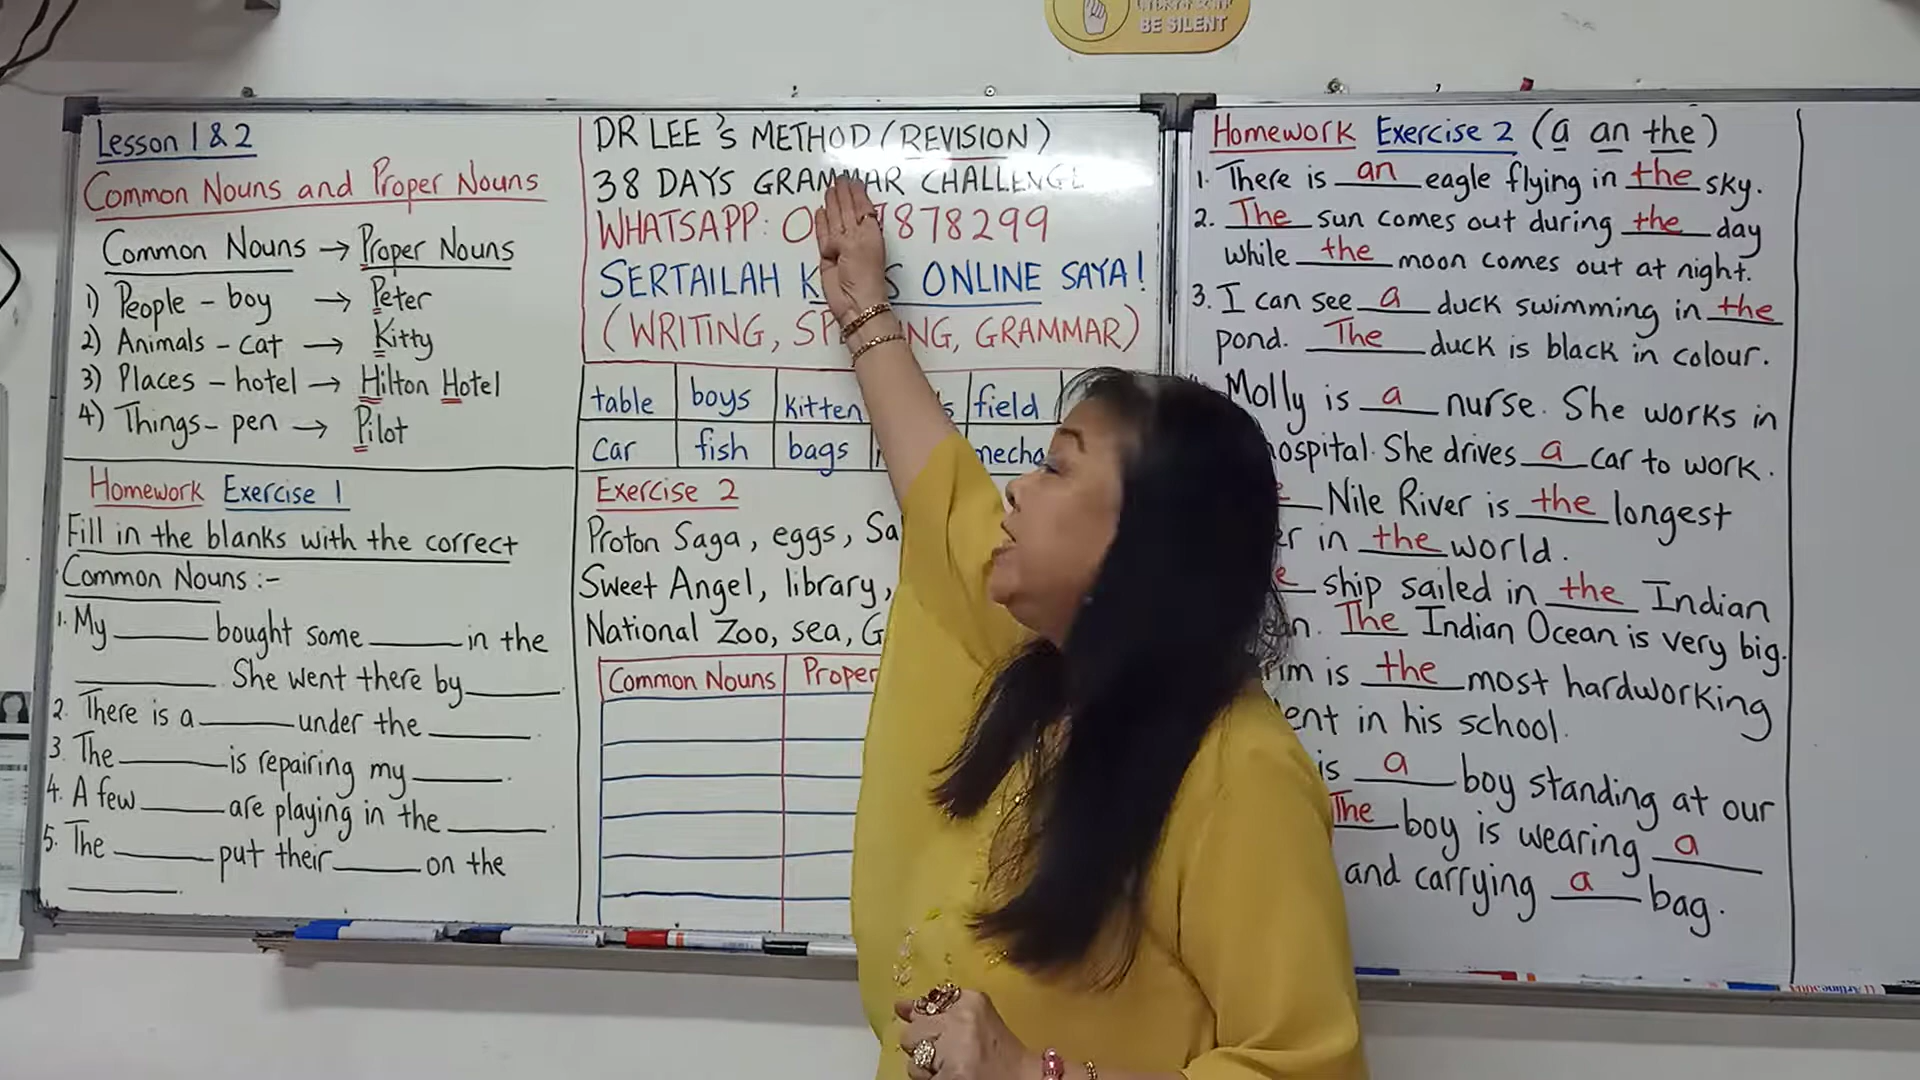 BE SILENT
Lesson 1 & 2
Common Nouns and Proper Nouns
Common Nouns → Proper Nouns
1) People - boy → Peter
2) Animals - cat → Kitty
3) Places - hotel → Hilton Hotel
4) Things - pen → Pilot
Homework Exercise 1
Fill in the blanks with the correct
Common Nouns :-
1. My ______ bought some ______ in the
______. She went there by ______.
2. There is a ______ under the ______.
3. The ______ is repairing my ______.
4. A few ______ are playing in the ______.
5. The ______ put their ______ on the
______.
DR LEE's METHOD (REVISION)
38 DAYS GRAMMAR CHALLENGE
WHATSAPP: 878299
SERTAILAH ONLINE SAYA!
(WRITING, GRAMMAR)
table boys kitten field
car fish bags
Exercise 2
Proton Saga, eggs,
Sweet Angel, library,
National Zoo, sea,
Common Nouns Proper
Homework Exercise 2 (a an the)
1. There is an eagle flying in the sky.
2. The sun comes out during the day
while the moon comes out at night.
3. I can see a duck swimming in the
pond. The duck is black in colour.
Molly is a nurse. She works in
hospital. She drives a car to work.
Nile River is the longest
in the world.
ship sailed in the Indian
The Indian Ocean is very big.
is the most hardworking
in his school.
is a boy standing at our
The boy is wearing a
and carrying a bag.